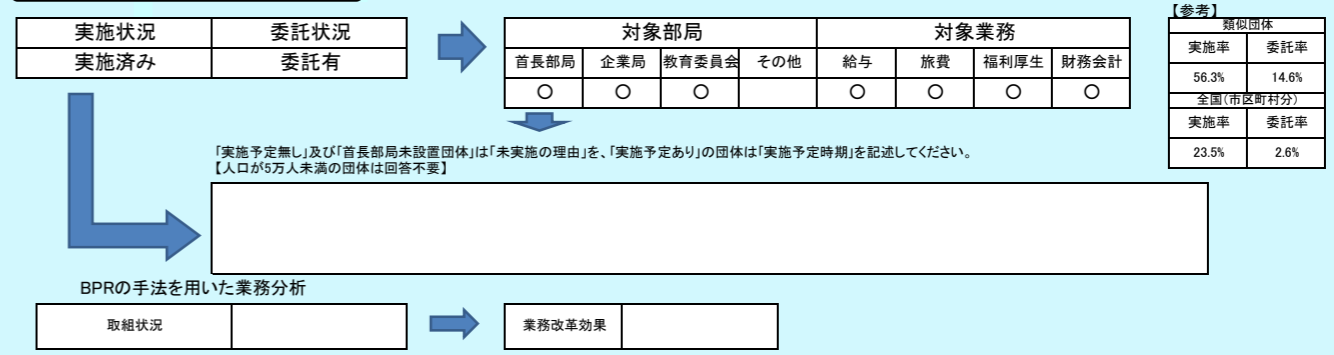 【参考】
実施状況 委託状況
実施済み 委託有
対象部局 対象業務
首長部局 企業局 教育委員会 その他 給与 旅費 福利厚生 財務会計
〇 〇 〇 〇 〇 〇 〇
類似団体
実施率 委託率
56.3% 14.6%
全国(市区町村分)
実施率 委託率
23.5% 2.6%
「実施予定無し」及び「首長部局未設置団体」は「未実施の理由」を、「実施予定あり」の団体は「実施予定時期」を記述してください。
【人口が5万人未満の団体は回答不要】
BPRの手法を用いた業務分析
取組状況
業務改革効果